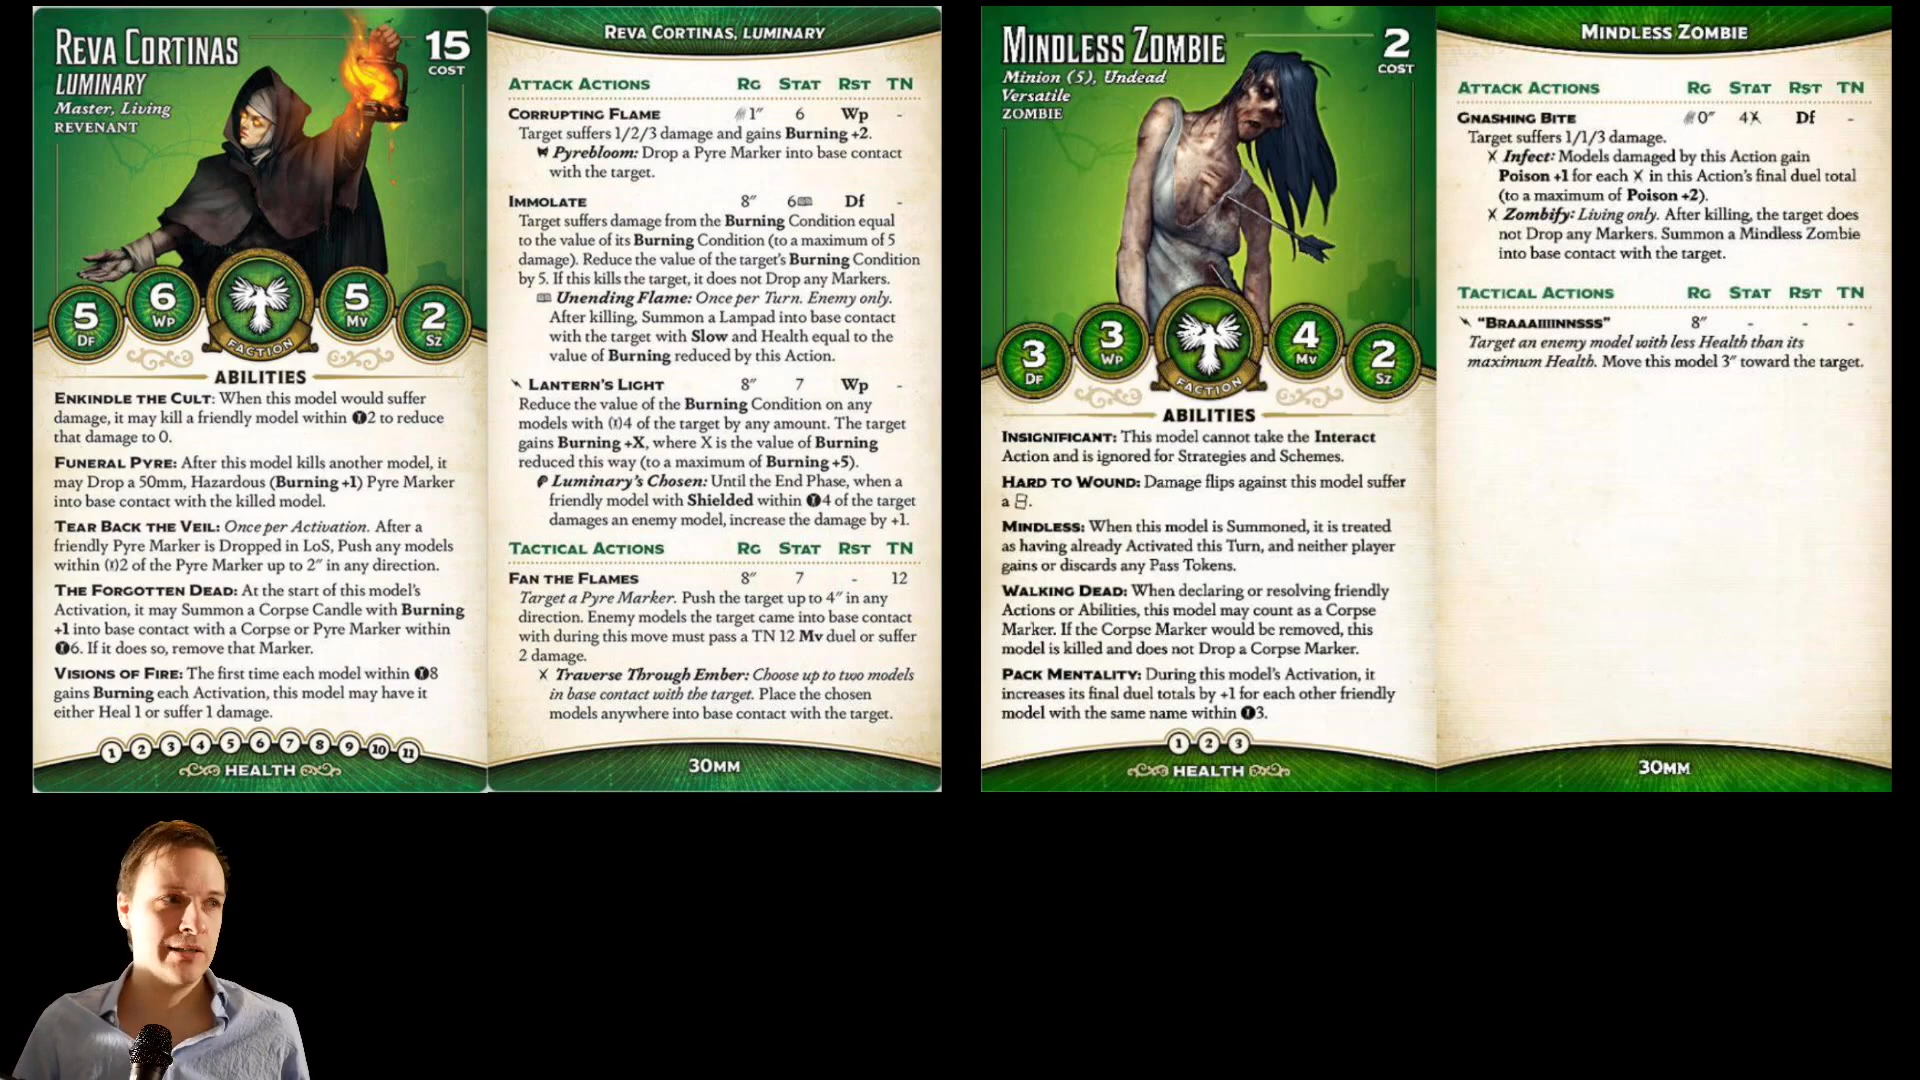 REVA CORTINAS
LUMINARY
Master, Living
REVENANT
15
COST
5
DF
6
WP
FACTION
5
MV
2
SZ
ABILITIES
ENKINDLE THE CULT: When this model would suffer
damage, it may kill a friendly model within 2 to reduce
that damage to 0.
FUNERAL PYRE: After this model kills another model, it
may Drop a 50mm, Hazardous (Burning +1) Pyre Marker
into base contact with the killed model.
TEAR BACK THE VEIL: Once per Activation. After a
friendly Pyre Marker is Dropped in LoS, Push any models
within 2 of the Pyre Marker up to 2″ in any direction.
THE FORGOTTEN DEAD: At the start of this model's
Activation, it may Summon a Corpse Candle with Burning
+1 into base contact with a Corpse or Pyre Marker within
6. If it does so, remove that Marker.
VISIONS OF FIRE: The first time each model within 8
gains Burning each Activation, this model may have it
either Heal 1 or suffer 1 damage.
1 2 3 4 5 6 7 8 9 10 11
HEALTH
REVA CORTINAS, LUMINARY
ATTACK ACTIONS RG STAT RST TN
CORRUPTING FLAME 1″ 6 Wp -
Target suffers 1/2/3 damage and gains Burning +2.
Pyrebloom: Drop a Pyre Marker into base contact
with the target.
IMMOLATE 8″ 6 Df -
Target suffers damage from the Burning Condition equal
to the value of its Burning Condition (to a maximum of 5
damage). Reduce the value of the target's Burning Condition
by 5. If this kills the target, it does not Drop any Markers.
Unending Flame: Once per Turn. Enemy only.
After killing, Summon a Lampad into base contact
with the target with Slow and Health equal to the
value of Burning reduced by this Action.
LANTERN'S LIGHT 8″ 7 Wp -
Reduce the value of the Burning Condition on any
models with 4 of the target by any amount. The target
gains Burning +X, where X is the value of Burning
reduced this way (to a maximum of Burning +5).
Luminary's Chosen: Until the End Phase, when a
friendly model with Shielded within 4 of the target
damages an enemy model, increase the damage by +1.
TACTICAL ACTIONS RG STAT RST TN
FAN THE FLAMES 8″ 7 - 12
Target a Pyre Marker. Push the target up to 4″ in any
direction. Enemy models the target came into base contact
with during this move must pass a TN 12 Mv duel or suffer
2 damage.
Traverse Through Ember: Choose up to two models
in base contact with the target. Place the chosen
models anywhere into base contact with the target.
30MM
MINDLESS ZOMBIE
Minion (5), Undead
Versatile
ZOMBIE
2
COST
3
DF
3
WP
FACTION
4
MV
2
SZ
ABILITIES
INSIGNIFICANT: This model cannot take the Interact
Action and is ignored for Strategies and Schemes.
HARD TO WOUND: Damage flips against this model suffer
a .
MINDLESS: When this model is Summoned, it is treated
as having already Activated this Turn, and neither player
gains or discards any Pass Tokens.
WALKING DEAD: When declaring or resolving friendly
Actions or Abilities, this model may count as a Corpse
Marker. If the Corpse Marker would be removed, this
model is killed and does not Drop a Corpse Marker.
PACK MENTALITY: During this model's Activation, it
increases its final duel totals by +1 for each other friendly
model with the same name within 3.
1 2 3
HEALTH
MINDLESS ZOMBIE
ATTACK ACTIONS RG STAT RST TN
GNASHING BITE 0″ 4 Df -
Target suffers 1/1/3 damage.
Infect: Models damaged by this Action gain
Poison +1 for each in this Action's final duel total
(to a maximum of Poison +2).
Zombify: Living only. After killing, the target does
not Drop any Markers. Summon a Mindless Zombie
into base contact with the target.
TACTICAL ACTIONS RG STAT RST TN
"BRAAAIIIINNSSS" 8″ - - -
Target an enemy model with less Health than its
maximum Health. Move this model 3″ toward the target.
30MM